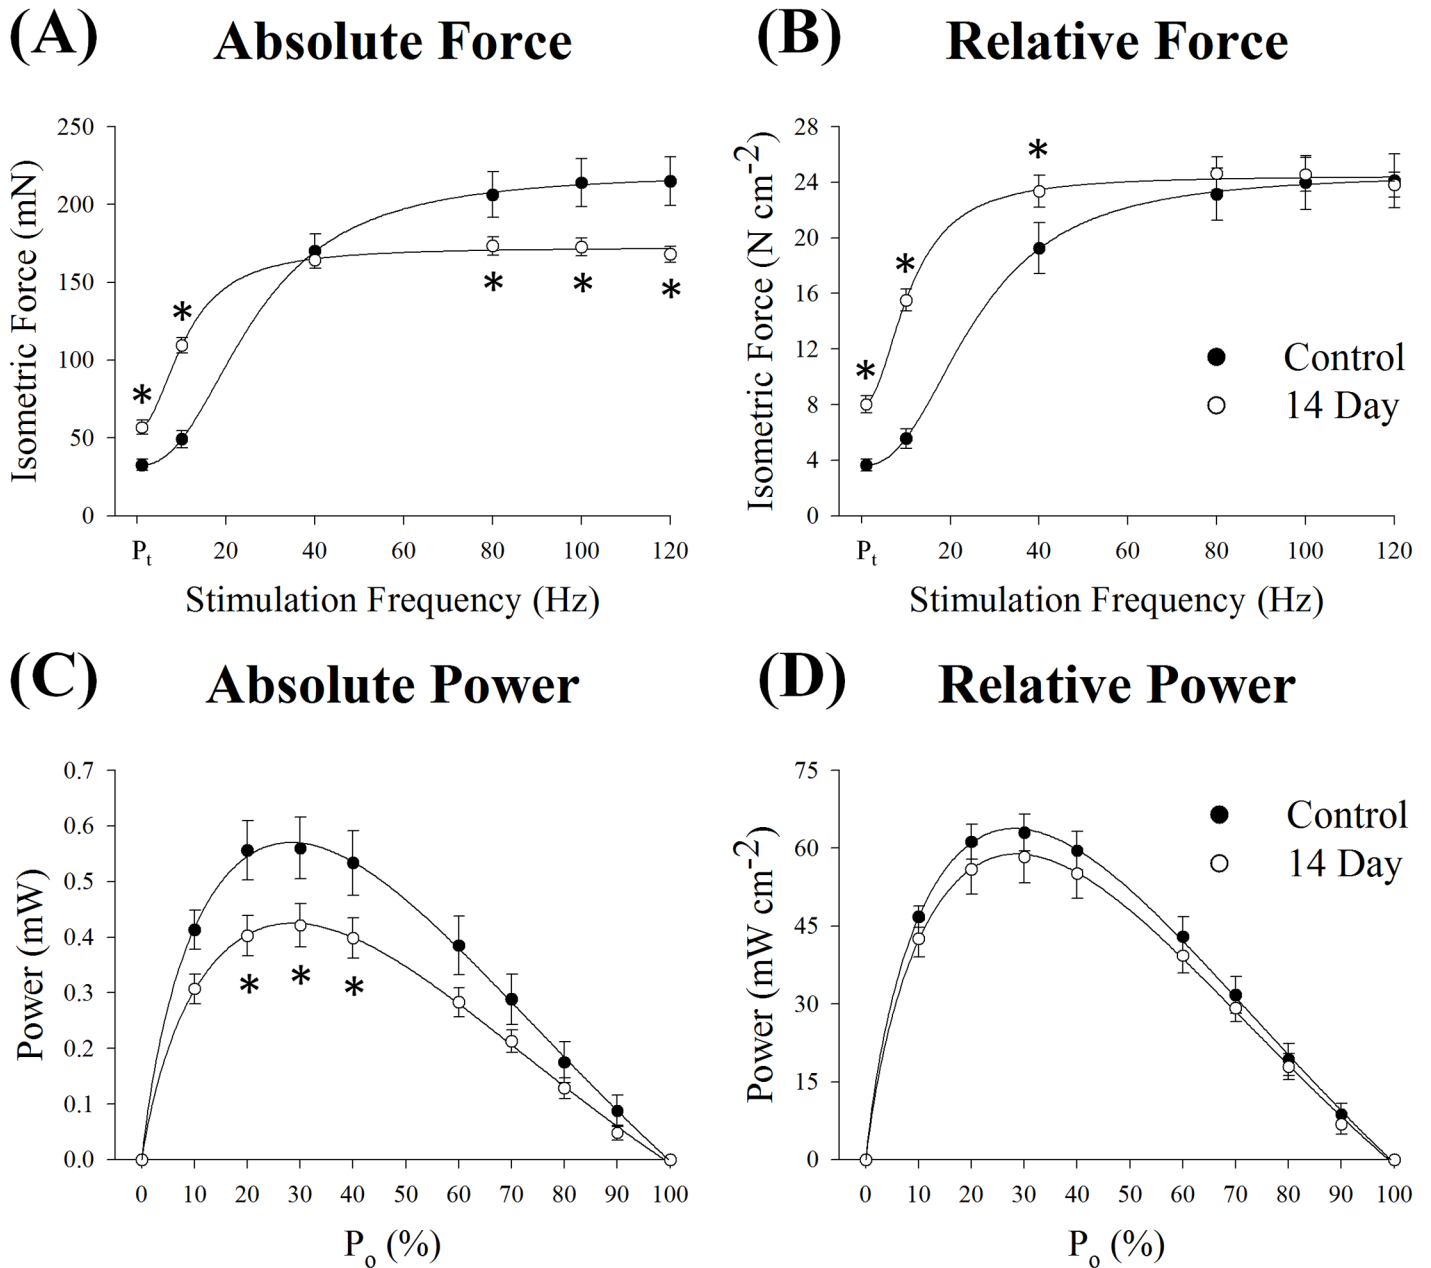 (A) Absolute Force
250
200
150
100
50
0
Isometric Force (mN)
*
*
*
*
*
Pt 20 40 60 80 100 120
Stimulation Frequency (Hz)
(B) Relative Force
28
24
20
16
12
8
4
0
Isometric Force (N cm-2)
*
*
*
Control
14 Day
Pt 20 40 60 80 100 120
Stimulation Frequency (Hz)
(C) Absolute Power
0.7
0.6
0.5
0.4
0.3
0.2
0.1
0.0
Power (mW)
* * *
0 10 20 30 40 50 60 70 80 90 100
Po (%)
(D) Relative Power
75
60
45
30
15
0
Power (mW cm-2)
Control
14 Day
0 10 20 30 40 50 60 70 80 90 100
Po (%)